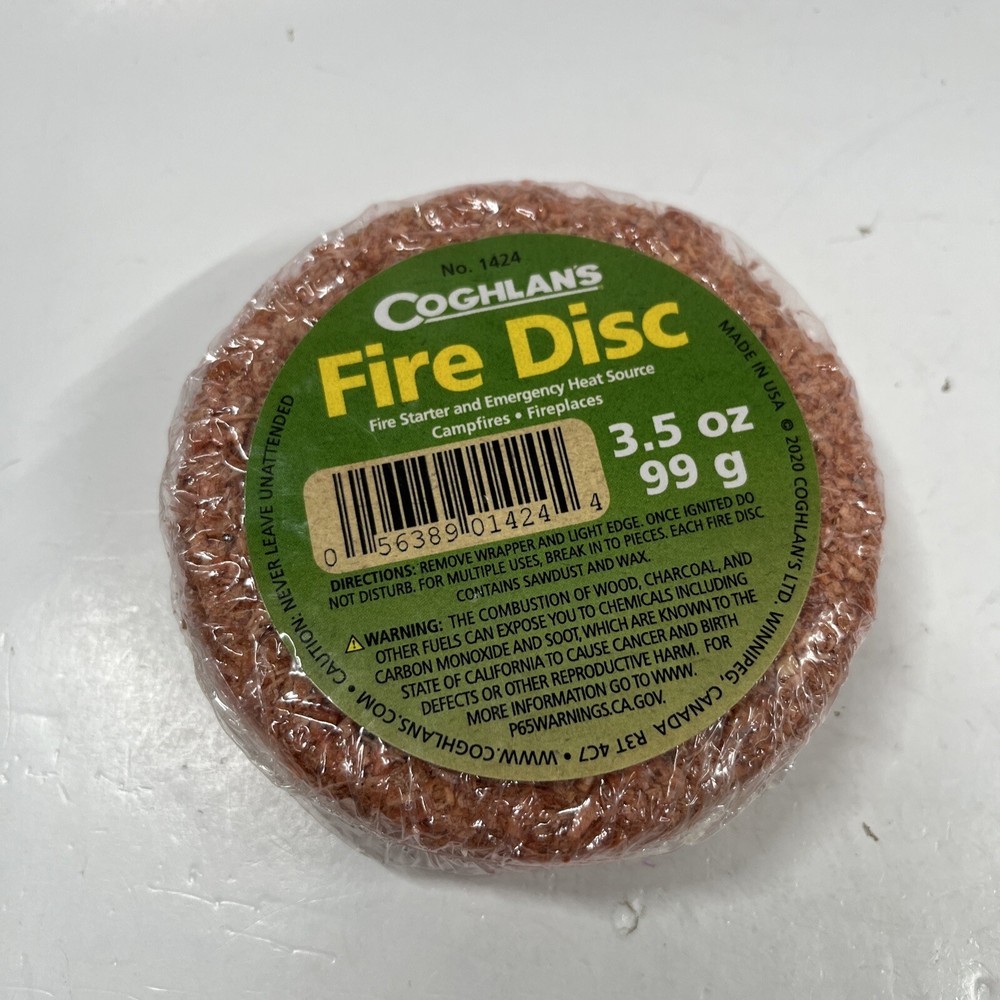 No. 1424
COGHLAN'S
Fire Disc
Fire Starter and Emergency Heat Source
Campfires • Fireplaces
3.5 oz
99 g
0 56389 01424 4
DIRECTIONS: REMOVE WRAPPER AND LIGHT EDGE. ONCE IGNITED DO
NOT DISTURB. FOR MULTIPLE USES, BREAK IN TO PIECES. EACH FIRE DISC
CONTAINS SAWDUST AND WAX.
WARNING: THE COMBUSTION OF WOOD, CHARCOAL, AND
OTHER FUELS CAN EXPOSE YOU TO CHEMICALS INCLUDING
CARBON MONOXIDE AND SOOT, WHICH ARE KNOWN TO THE
STATE OF CALIFORNIA TO CAUSE CANCER AND BIRTH
DEFECTS OR OTHER REPRODUCTIVE HARM. FOR
MORE INFORMATION GO TO WWW.
P65WARNINGS.CA.GOV.
MADE IN USA © 2020 COGHLAN'S LTD. WINNIPEG, CANADA R3T 4C7 • WWW.COGHLANS.COM • CAUTION: NEVER LEAVE UNATTENDED